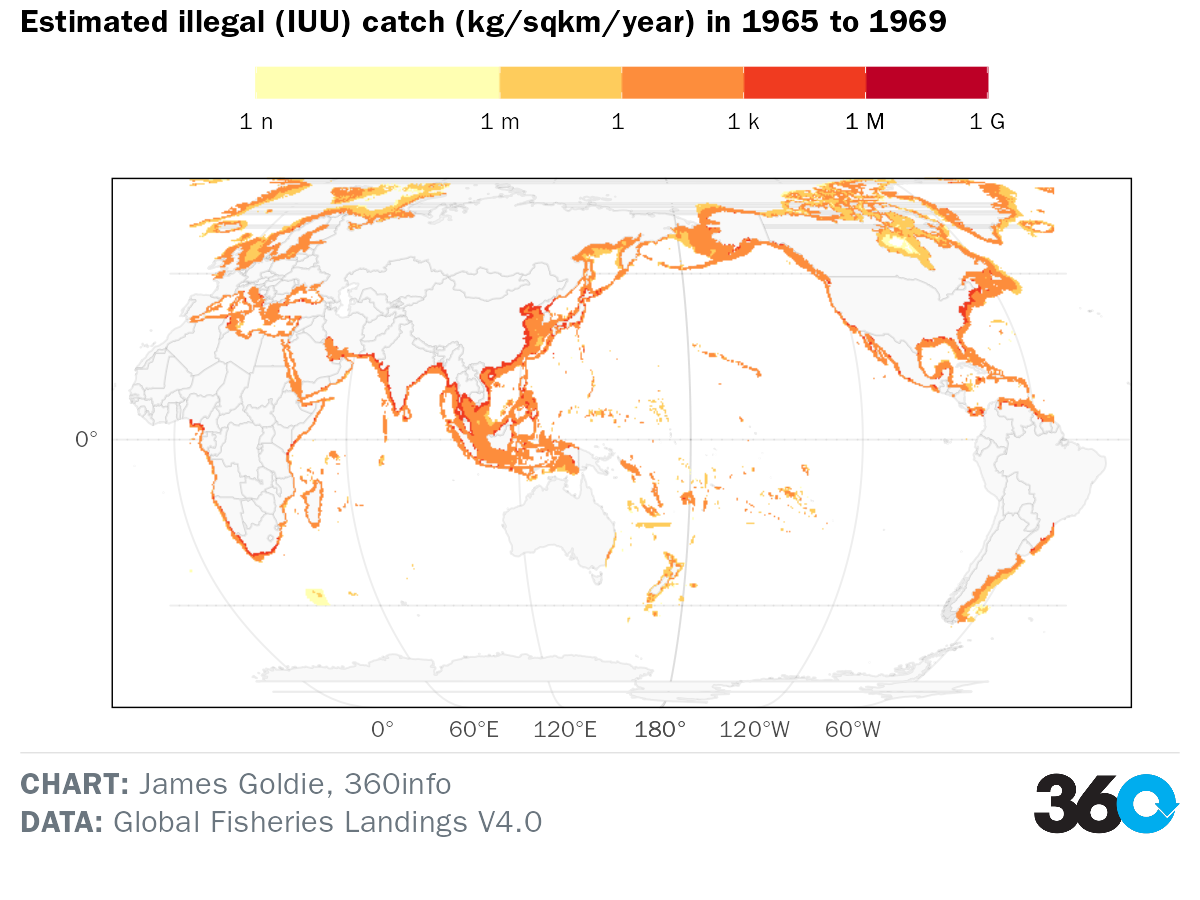 Estimated illegal (IUU) catch (kg/sqkm/year) in 1965 to 1969
1 n 1 m 1 1 k 1 M 1 G
0°
0° 60°E 120°E 180° 120°W 60°W
CHART: James Goldie, 360info
DATA: Global Fisheries Landings V4.0
360